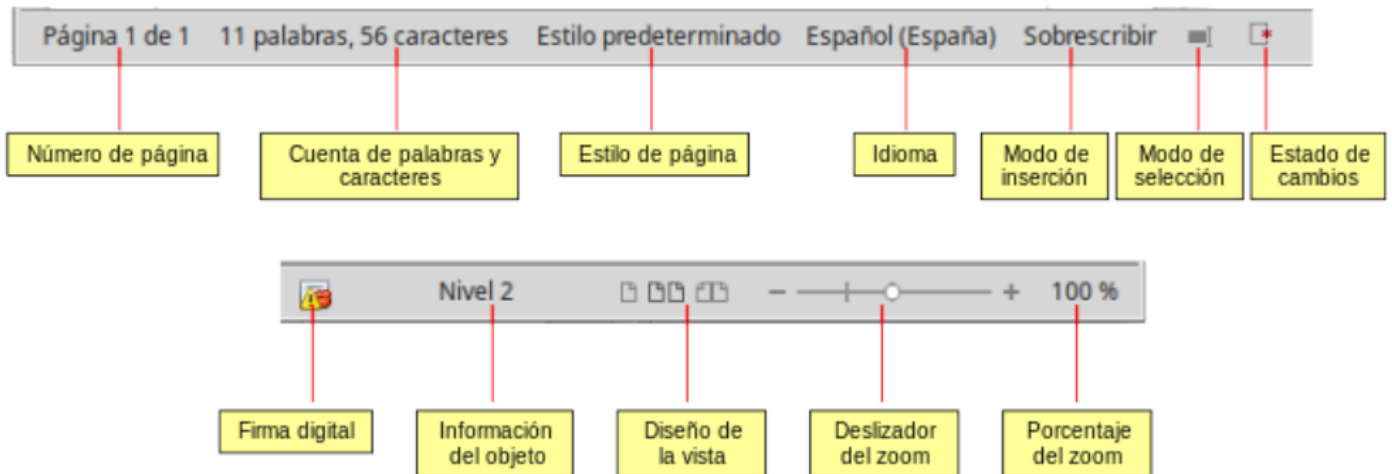 Página 1 de 1 11 palabras, 56 caracteres Estilo predeterminado Español (España) Sobrescribir
Número de página
Cuenta de palabras y
caracteres
Estilo de página
Idioma
Modo de
inserción
Modo de
selección
Estado de
cambios
Nivel 2 100 %
Firma digital
Información
del objeto
Diseño de
la vista
Deslizador
del zoom
Porcentaje
del zoom